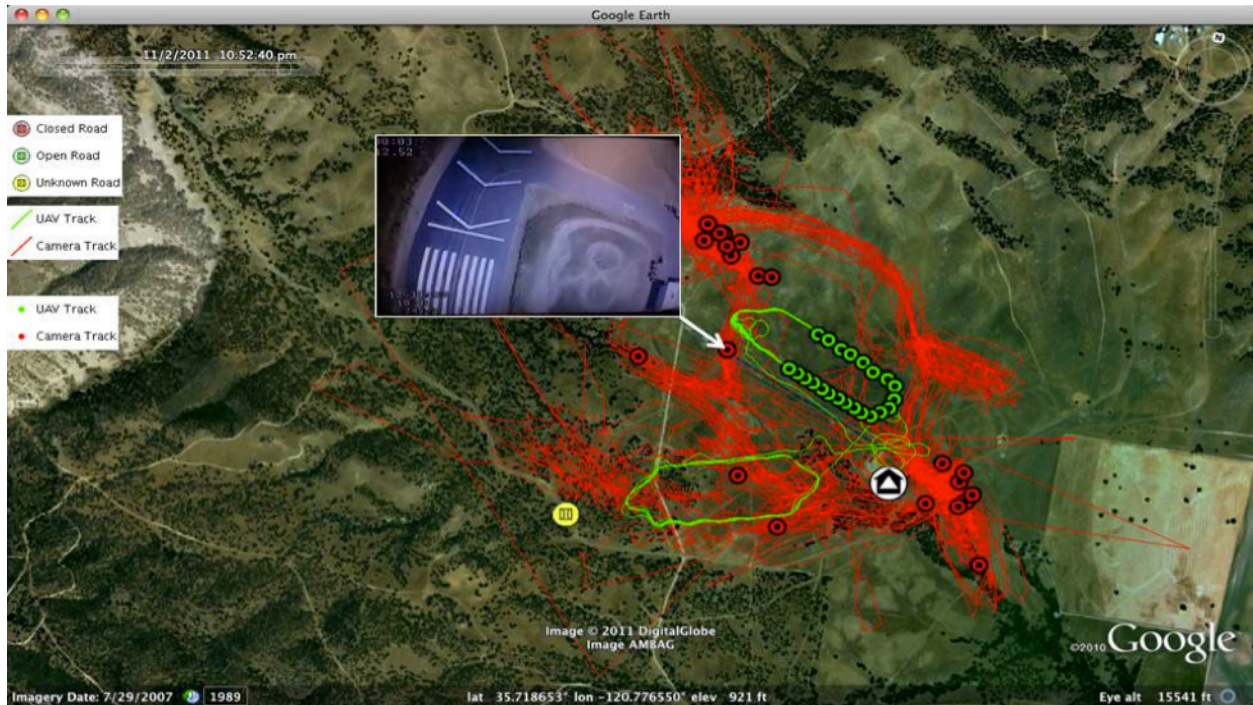 Google Earth
11/2/2011 10:52:40 pm
Closed Road
Open Road
Unknown Road
UAV Track
Camera Track
UAV Track
Camera Track
Image © 2011 DigitalGlobe
Image AMBAG
©2010 Google
Imagery Date: 7/29/2007 1989
lat 35.718653° lon -120.776550° elev 921 ft
Eye alt 15541 ft